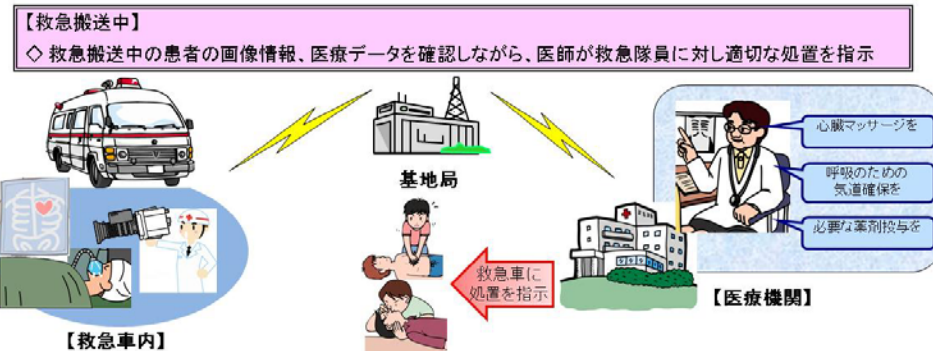 【救急搬送中】
◇ 救急搬送中の患者の画像情報、医療データを確認しながら、医師が救急隊員に対し適切な処置を指示
基地局
心臓マッサージを
呼吸のための
気道確保を
必要な薬剤投与を
救急車に
処置を指示
【医療機関】
【救急車内】